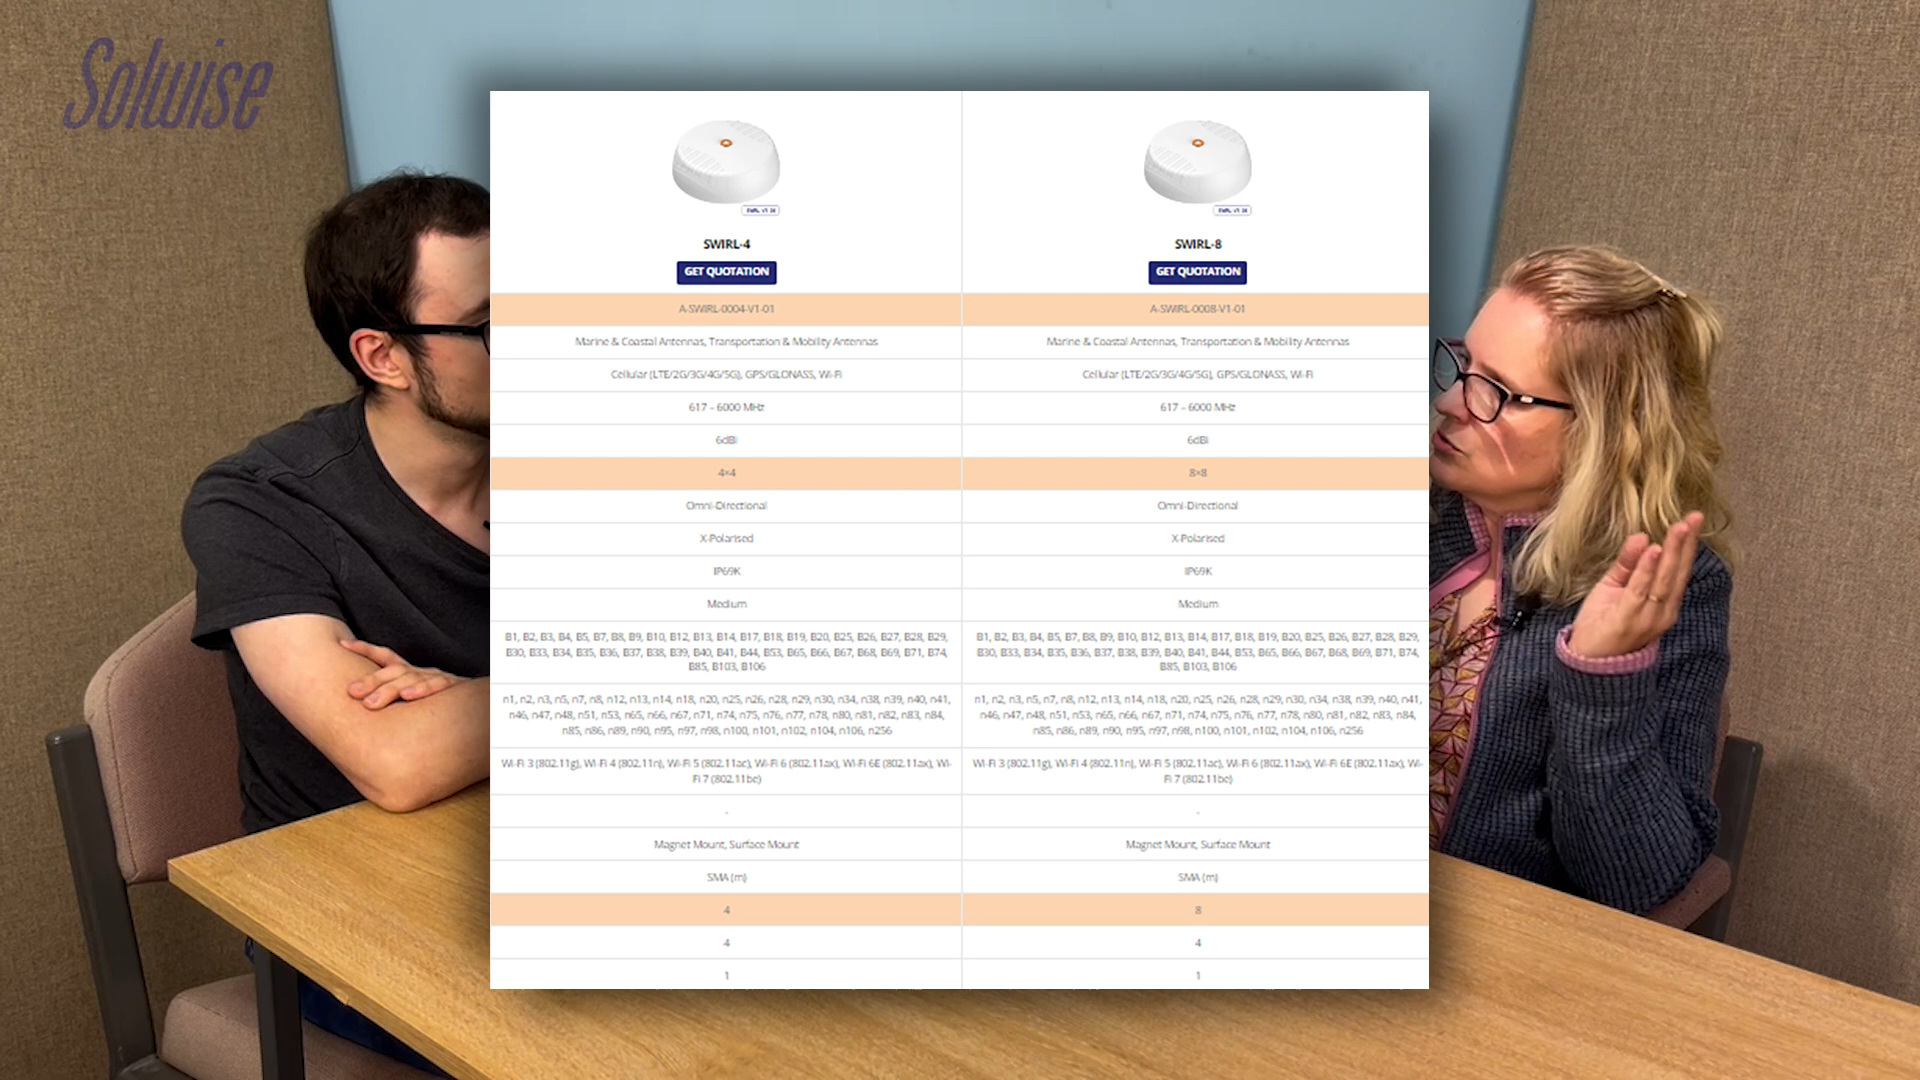 Solwise
SWIRL-4
GET QUOTATION
A-SWIRL-0004-V1-01
Marine & Coastal Antennas, Transportation & Mobility Antennas
Cellular (LTE/2G/3G/4G/5G), GPS/GLONASS, Wi-Fi
617 – 6000 MHz
6dBi
4×4
Omni-Directional
X-Polarised
IP69K
Medium
B1, B2, B3, B4, B5, B7, B8, B9, B10, B12, B13, B14, B17, B18, B19, B20, B25, B26, B27, B28, B29,
B30, B33, B34, B35, B36, B37, B38, B39, B40, B41, B44, B53, B65, B66, B67, B68, B69, B71, B74,
B85, B103, B106
n1, n2, n3, n5, n7, n8, n12, n13, n14, n18, n20, n25, n26, n28, n29, n30, n34, n38, n39, n40, n41,
n46, n47, n48, n51, n53, n65, n66, n67, n71, n74, n75, n76, n77, n78, n80, n81, n82, n83, n84,
n85, n86, n89, n90, n95, n97, n98, n100, n101, n102, n104, n106, n256
Wi-Fi 3 (802.11g), Wi-Fi 4 (802.11n), Wi-Fi 5 (802.11ac), Wi-Fi 6 (802.11ax), Wi-Fi 6E (802.11ax), Wi-
Fi 7 (802.11be)
-
Magnet Mount, Surface Mount
SMA (m)
4
4
1
SWIRL-8
GET QUOTATION
A-SWIRL-0008-V1-01
Marine & Coastal Antennas, Transportation & Mobility Antennas
Cellular (LTE/2G/3G/4G/5G), GPS/GLONASS, Wi-Fi
617 – 6000 MHz
6dBi
8×8
Omni-Directional
X-Polarised
IP69K
Medium
B1, B2, B3, B4, B5, B7, B8, B9, B10, B12, B13, B14, B17, B18, B19, B20, B25, B26, B27, B28, B29,
B30, B33, B34, B35, B36, B37, B38, B39, B40, B41, B44, B53, B65, B66, B67, B68, B69, B71, B74,
B85, B103, B106
n1, n2, n3, n5, n7, n8, n12, n13, n14, n18, n20, n25, n26, n28, n29, n30, n34, n38, n39, n40, n41,
n46, n47, n48, n51, n53, n65, n66, n67, n71, n74, n75, n76, n77, n78, n80, n81, n82, n83, n84,
n85, n86, n89, n90, n95, n97, n98, n100, n101, n102, n104, n106, n256
Wi-Fi 3 (802.11g), Wi-Fi 4 (802.11n), Wi-Fi 5 (802.11ac), Wi-Fi 6 (802.11ax), Wi-Fi 6E (802.11ax), Wi-
Fi 7 (802.11be)
-
Magnet Mount, Surface Mount
SMA (m)
8
4
1